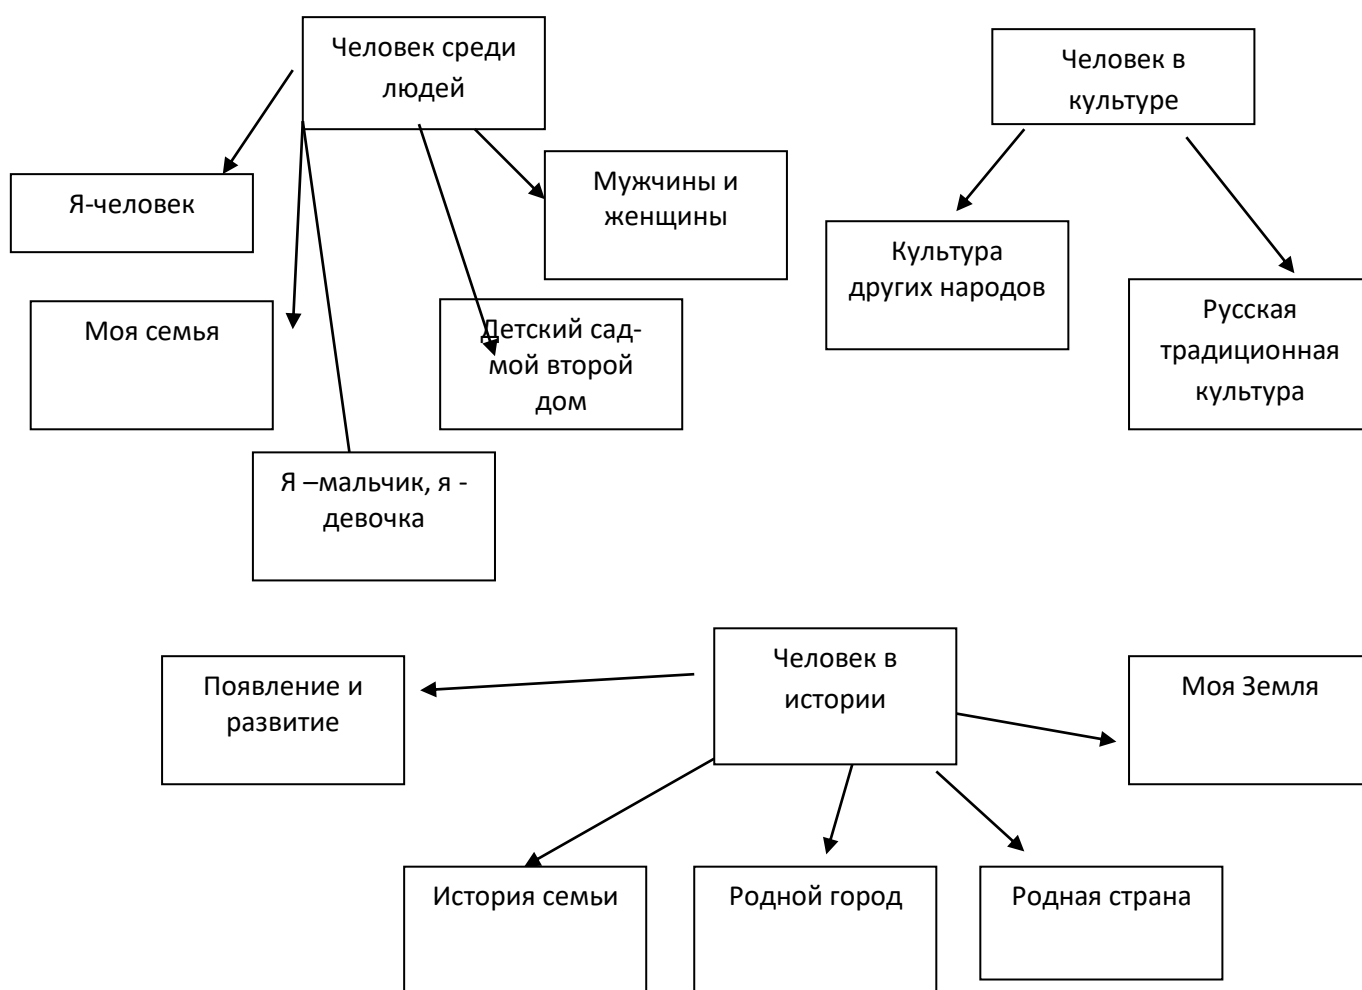 Человек среди
людей
Человек в
культуре
Я-человек
Мужчины и
женщины
Культура
других народов
Моя семья
Детский сад-
мой второй
дом
Русская
традиционная
культура
Я –мальчик, я -
девочка
Человек в
истории
Появление и
развитие
Моя Земля
История семьи
Родной город
Родная страна